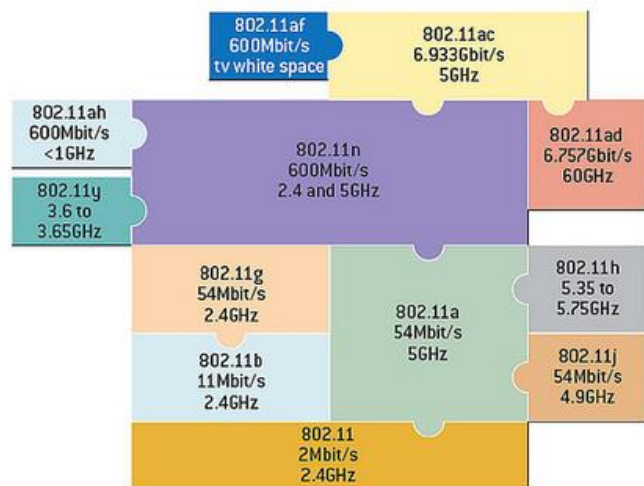 802.11af
600Mbit/s
tv white space
802.11ac
6.933Gbit/s
5GHz
802.11ah
600Mbit/s
<1GHz
802.11n
600Mbit/s
2.4 and 5GHz
802.11ad
6.757Gbit/s
60GHz
802.11y
3.6 to
3.65GHz
802.11g
54Mbit/s
2.4GHz
802.11a
54Mbit/s
5GHz
802.11h
5.35 to
5.75GHz
802.11b
11Mbit/s
2.4GHz
802.11j
54Mbit/s
4.9GHz
802.11
2Mbit/s
2.4GHz